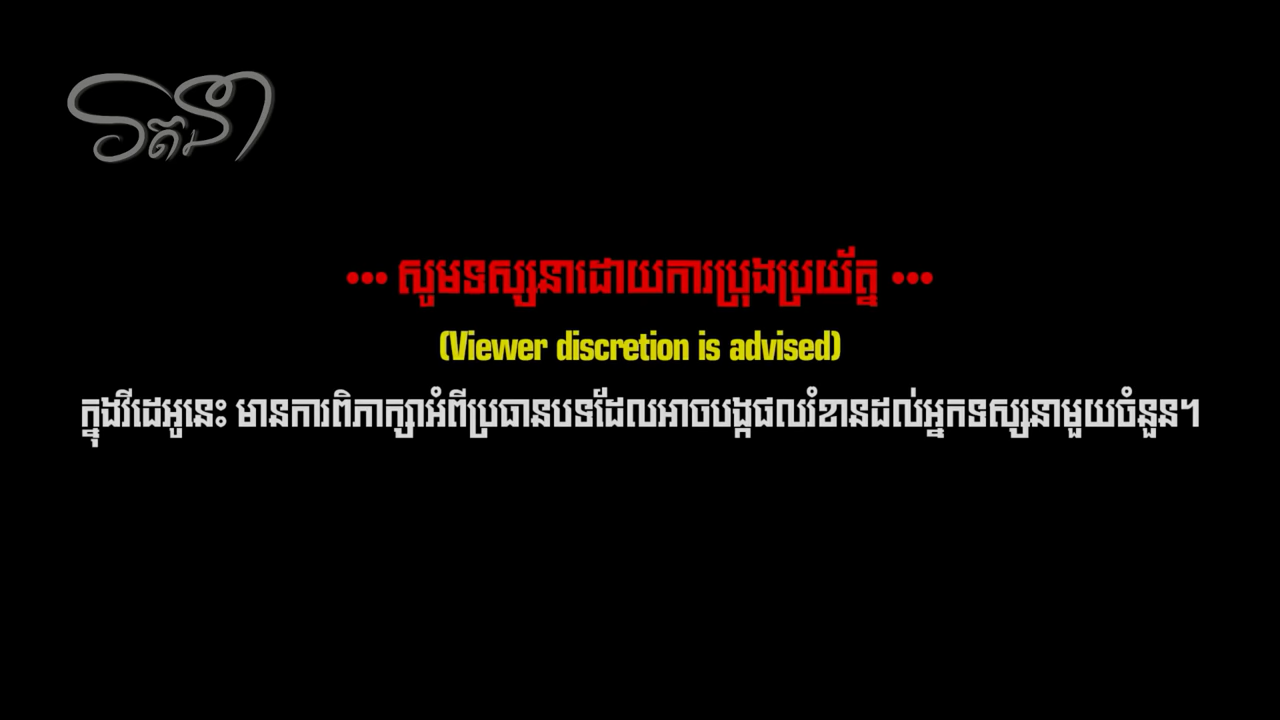 ••• សូមទស្សនាដោយការប្រុងប្រយ័ត្ន •••
(Viewer discretion is advised)
ក្នុងវីដេអូនេះ មានការពិភាក្សាអំពីប្រធានបទដែលអាចបង្កផលរំខានដល់អ្នកទស្សនាមួយចំនួន។